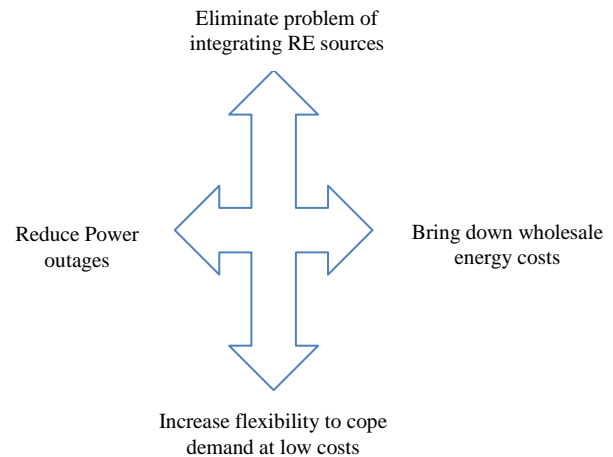 Eliminate problem of
integrating RE sources
Reduce Power
outages
Bring down wholesale
energy costs
Increase flexibility to cope
demand at low costs